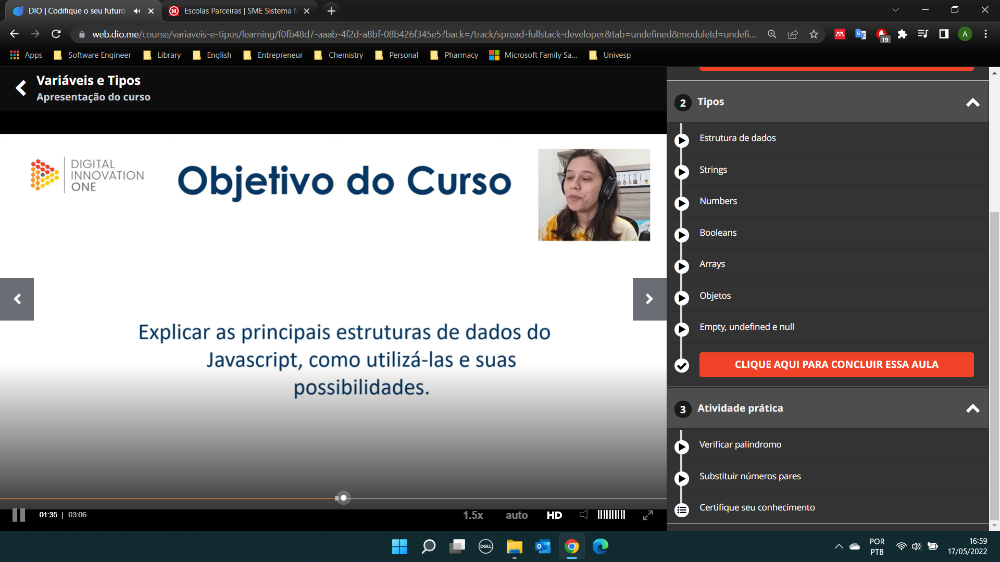 DIO | Codifique o seu futuro
Escolas Parceiras | SME Sistema
web.dio.me/course/variaveis-e-tipos/learning/f0fb48d7-aaab-4f2d-a8bf-08b426f345e5?back=/track/spread-fullstack-developer&tab=undefined&moduleId=undefi...
19
A
Apps
Software Engineer
Library
English
Entrepreneur
Chemistry
Personal
Pharmacy
Microsoft Family Sa...
Univesp
Variáveis e Tipos
Apresentação do curso
DIGITAL
INNOVATION
ONE
Objetivo do Curso
Explicar as principais estruturas de dados do
Javascript, como utilizá-las e suas
possibilidades.
01:35 | 03:06
1.5x
auto
HD
2 Tipos
Estrutura de dados
Strings
Numbers
Booleans
Arrays
Objetos
Empty, undefined e null
CLIQUE AQUI PARA CONCLUIR ESSA AULA
3 Atividade prática
Verificar palíndromo
Substituir números pares
Certifique seu conhecimento
DELL
POR
PTB
16:59
17/05/2022